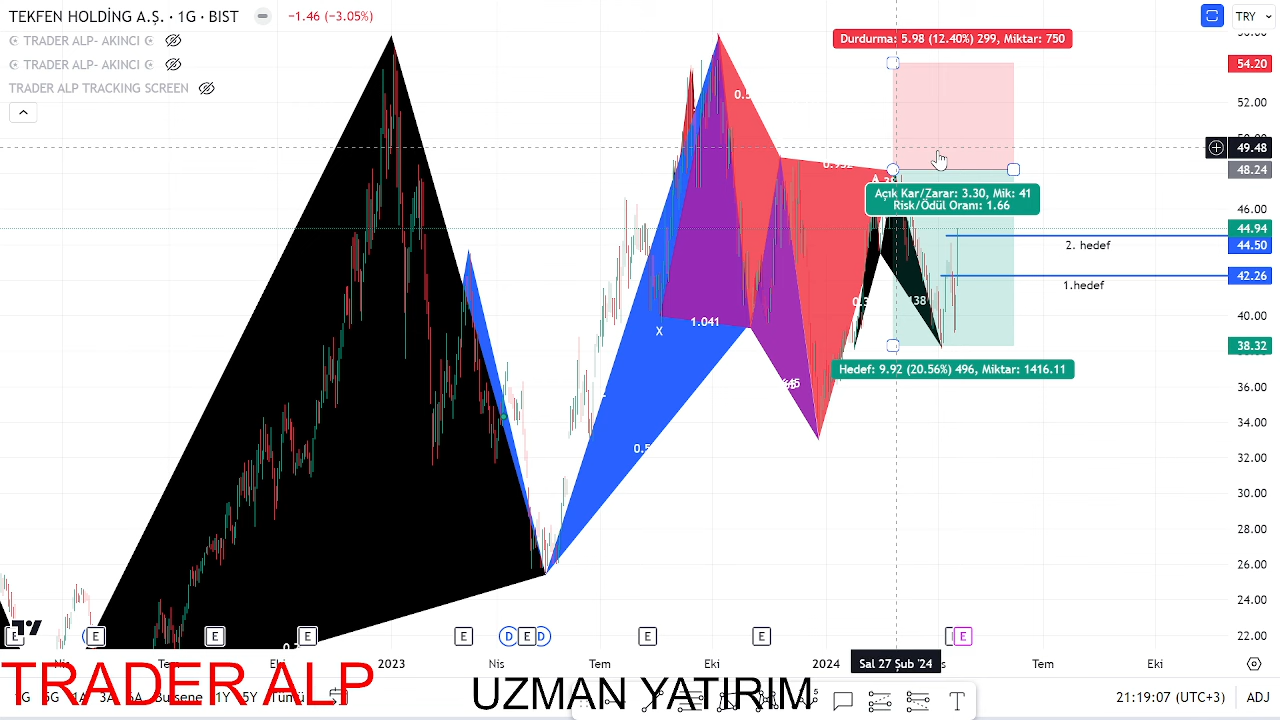 TEKFEN HOLDİNG A.Ş. · 1G · BIST
−1.46 (−3.05%)
TRY
TRADER ALP- AKINCI
TRADER ALP- AKINCI
TRADER ALP TRACKING SCREEN
Durdurma: 5.98 (12.40%) 299, Miktar: 750
54.20
52.00
49.48
48.24
Açık Kar/Zarar: 3.30, Mik: 41
Risk/Ödül Oranı: 1.66
46.00
44.94
2. hedef
44.50
42.26
1.hedef
40.00
X
1.041
38.32
Hedef: 9.92 (20.56%) 496, Miktar: 1416.11
36.00
34.00
32.00
30.00
28.00
26.00
24.00
22.00
E
E
E
E
E
D
E
D
E
E
E
Eki
2023
Nis
Tem
Eki
2024
Sal 27 Şub '24
Tem
Eki
TRADER ALP
UZMAN YATIRIM
5Y
21:19:07 (UTC+3)
ADJ